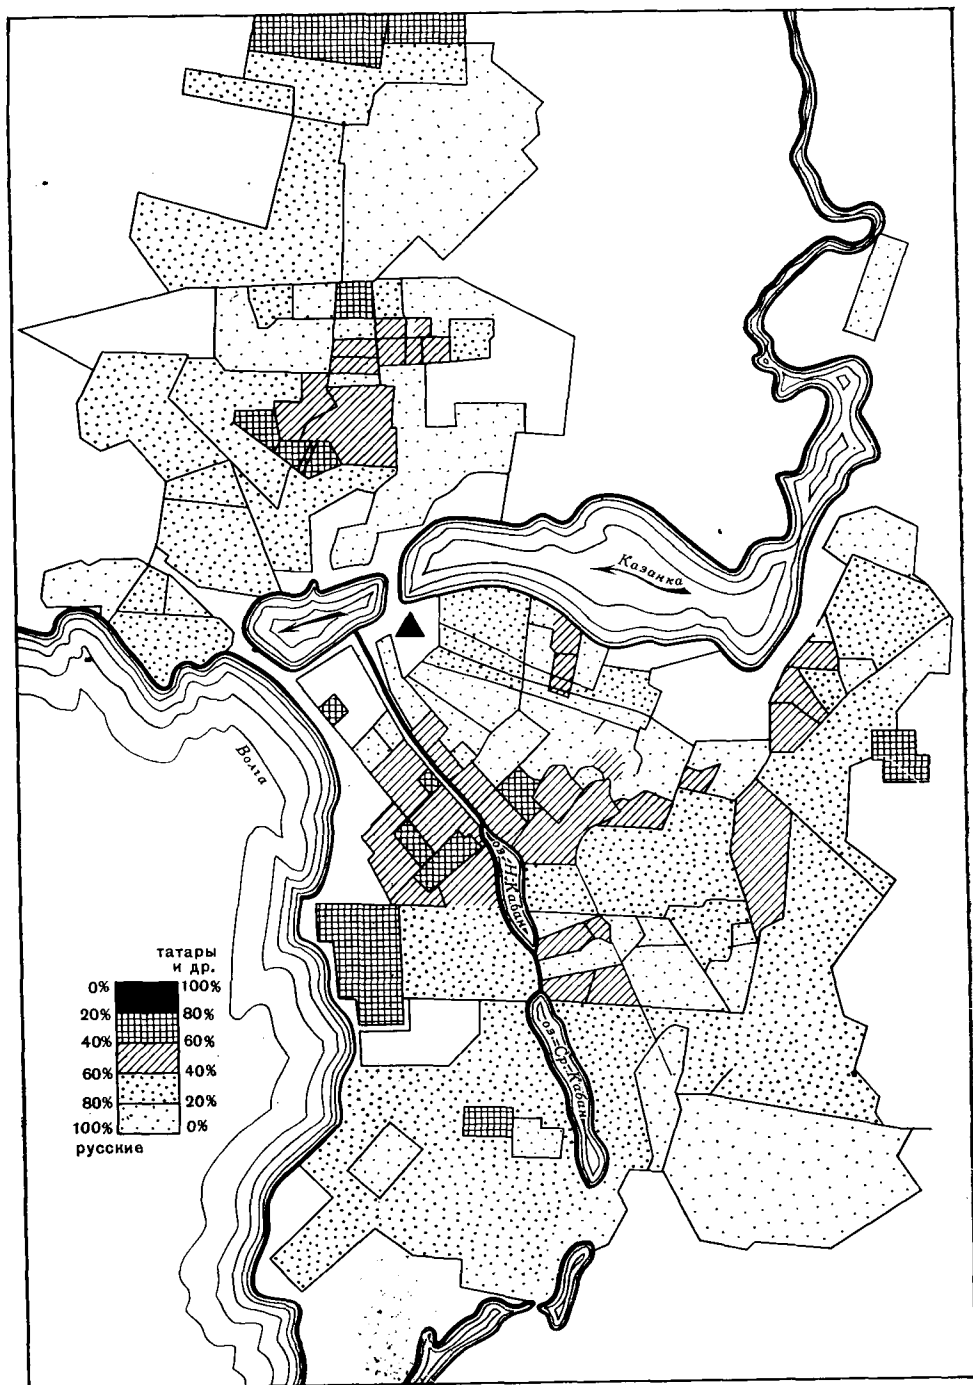 Казанка
Волга
оз=Н.Кабан
оз=Ср=Кабан
татары
и др.
0% 100%
20% 80%
40% 60%
60% 40%
80% 20%
100% 0%
русские